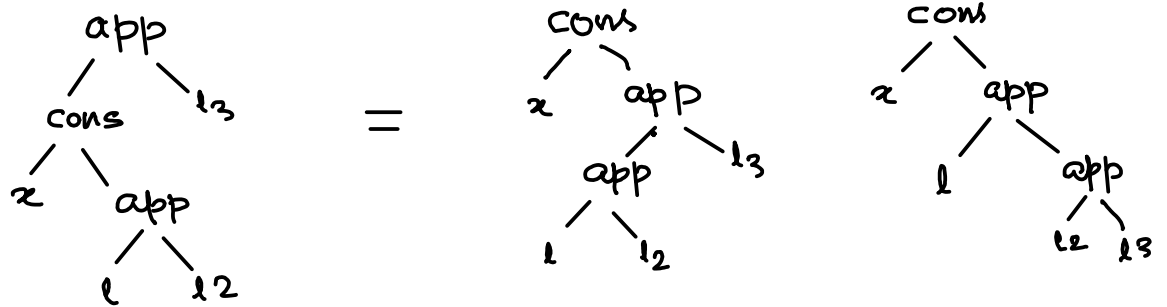 app
cons l3
x app
l l2
=
cons
x app
app l3
l l2
cons
x app
l app
l2 l3